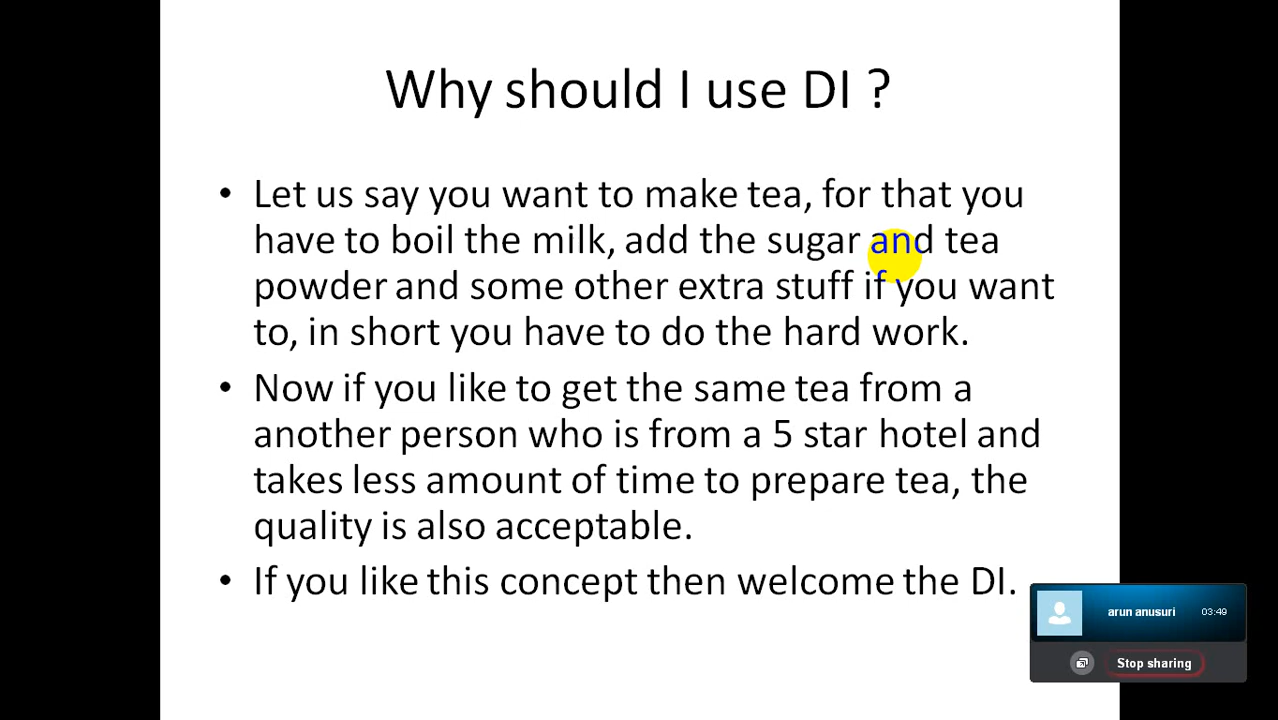 Why should I use DI ?
• Let us say you want to make tea, for that you
have to boil the milk, add the sugar and tea
powder and some other extra stuff if you want
to, in short you have to do the hard work.
• Now if you like to get the same tea from a
another person who is from a 5 star hotel and
takes less amount of time to prepare tea, the
quality is also acceptable.
• If you like this concept then welcome the DI.
arun anusuri 03:49
Stop sharing